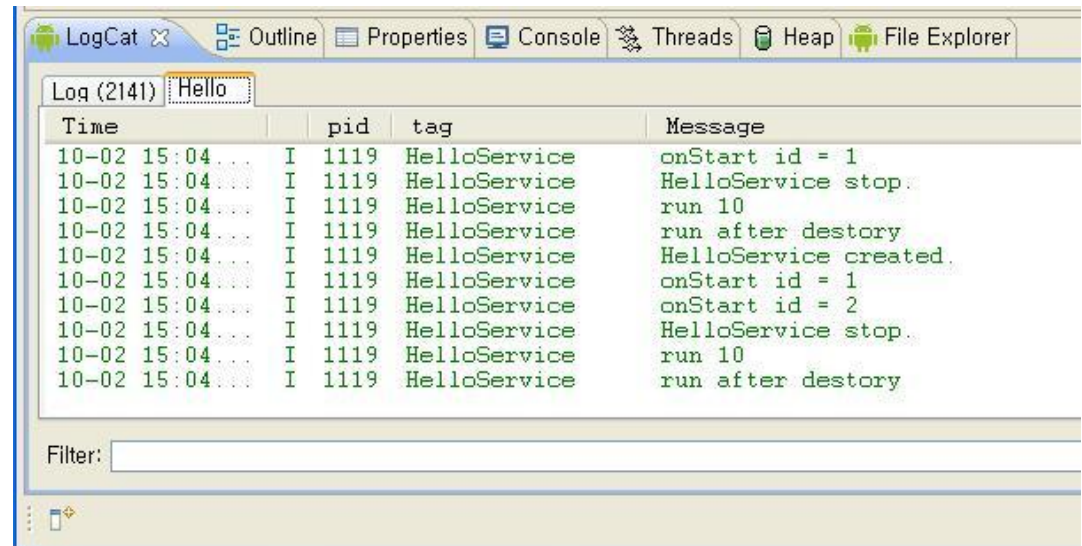 LogCat Outline Properties Console Threads Heap File Explorer
Log (2141) Hello
Time pid tag Message
10-02 15:04... I 1119 HelloService onStart id = 1
10-02 15:04... I 1119 HelloService HelloService stop.
10-02 15:04... I 1119 HelloService run 10
10-02 15:04... I 1119 HelloService run after destory
10-02 15:04... I 1119 HelloService HelloService created.
10-02 15:04... I 1119 HelloService onStart id = 1
10-02 15:04... I 1119 HelloService onStart id = 2
10-02 15:04... I 1119 HelloService HelloService stop.
10-02 15:04... I 1119 HelloService run 10
10-02 15:04... I 1119 HelloService run after destory
Filter: